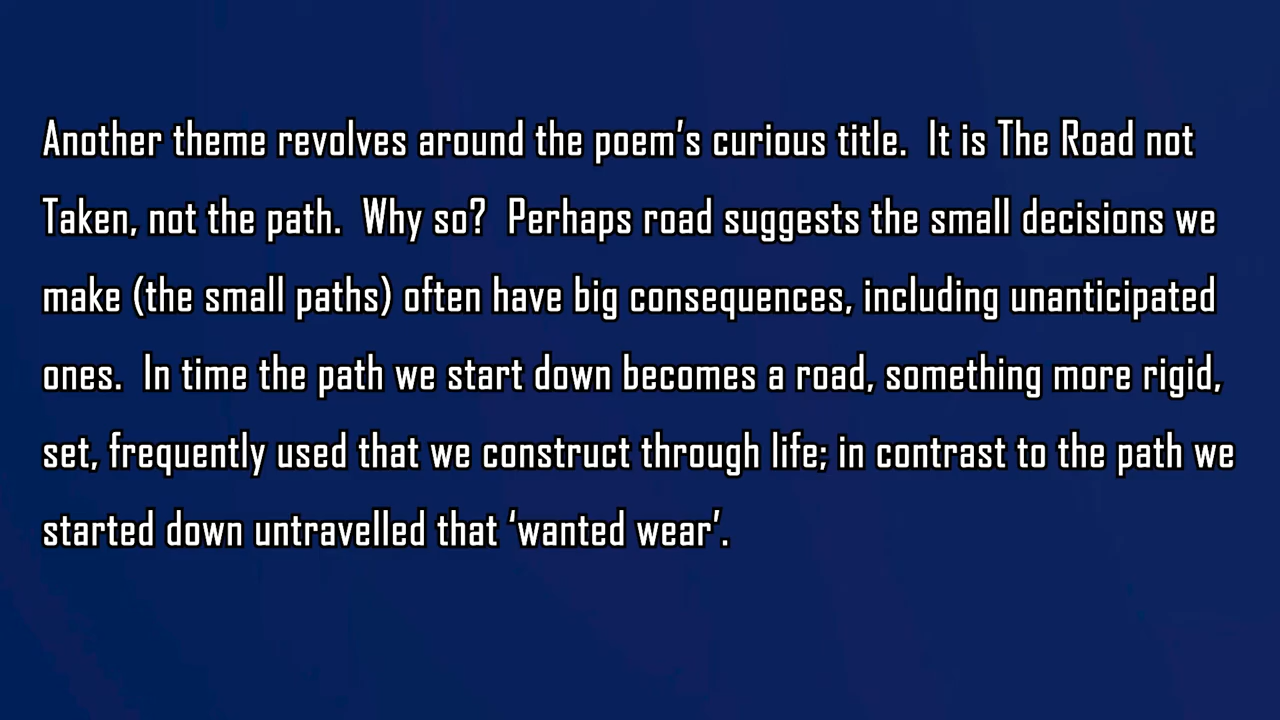 Another theme revolves around the poem’s curious title.  It is The Road not
Taken, not the path.  Why so?  Perhaps road suggests the small decisions we
make (the small paths) often have big consequences, including unanticipated
ones.  In time the path we start down becomes a road, something more rigid,
set, frequently used that we construct through life; in contrast to the path we
started down untravelled that ‘wanted wear’.